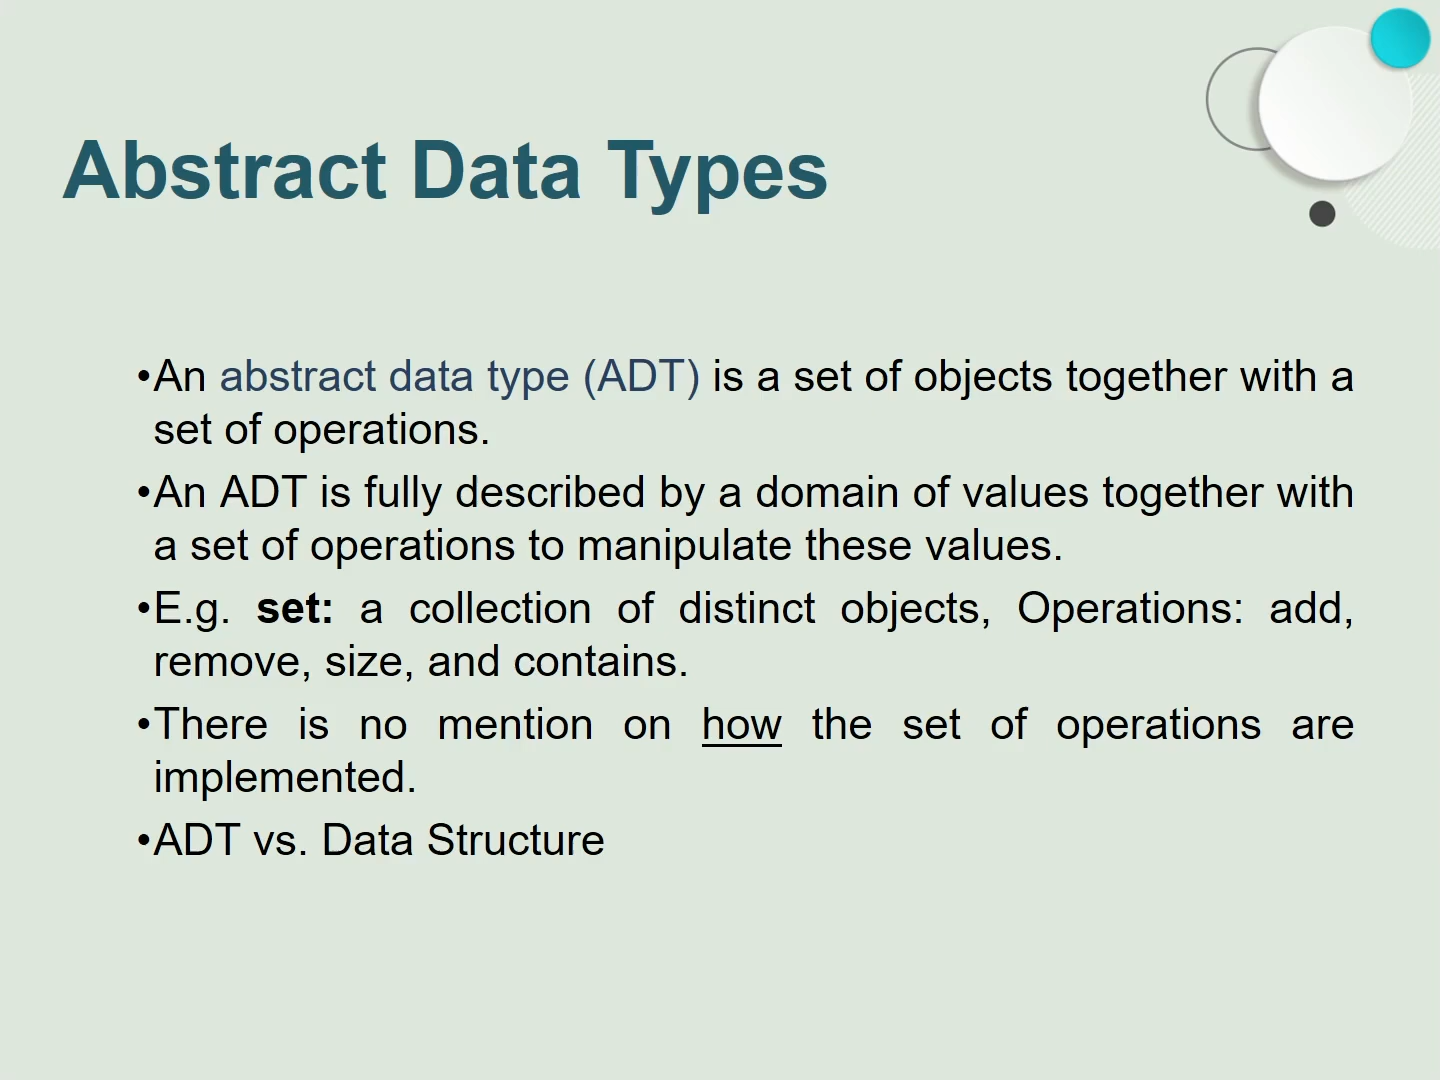 Abstract Data Types
•An abstract data type (ADT) is a set of objects together with a
set of operations.
•An ADT is fully described by a domain of values together with
a set of operations to manipulate these values.
•E.g. set: a collection of distinct objects, Operations: add,
remove, size, and contains.
•There is no mention on how the set of operations are
implemented.
•ADT vs. Data Structure